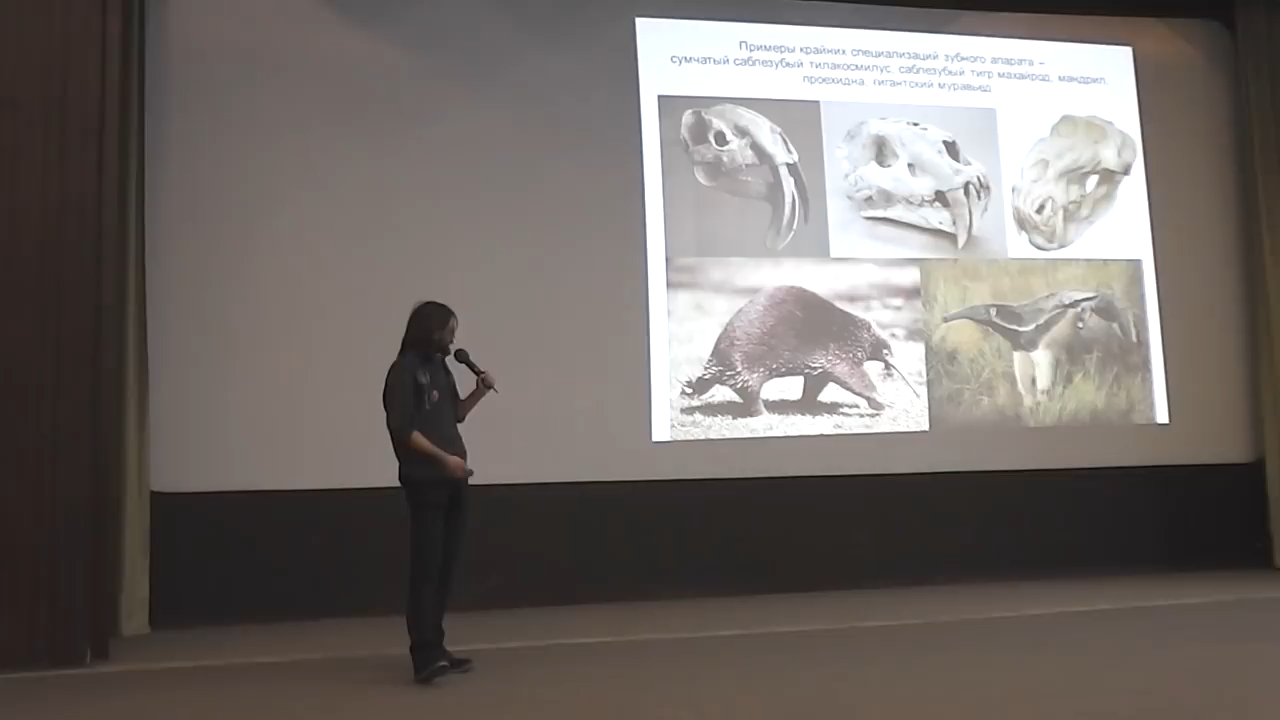 Примеры крайних специализаций зубного апарата –
сумчатый саблезубый тилакосмилус, саблезубый тигр махайрод, мандрил,
проехидна, гигантский муравьед